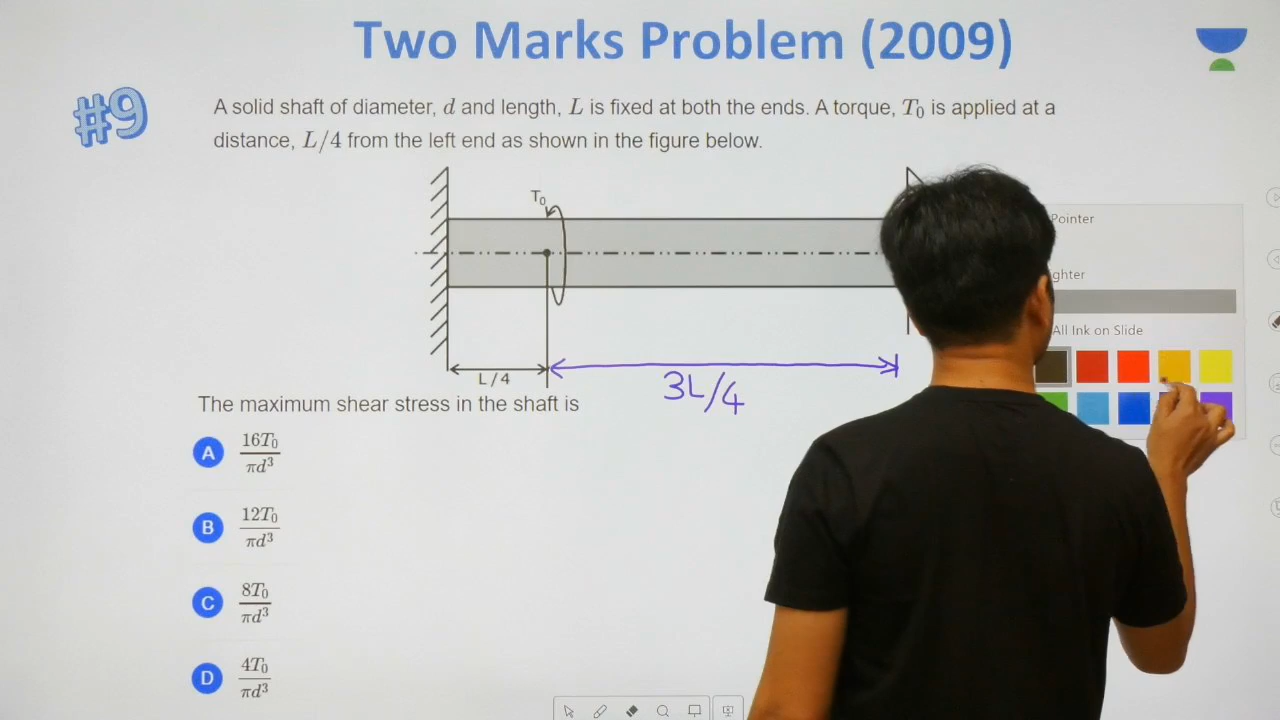 Two Marks Problem (2009)
#9
A solid shaft of diameter, d and length, L is fixed at both the ends. A torque, T₀ is applied at a
distance, L/4 from the left end as shown in the figure below.
T₀
Pointer
ghter
All Ink on Slide
L/4
3L/4
The maximum shear stress in the shaft is
A 16T₀/πd³
B 12T₀/πd³
C 8T₀/πd³
D 4T₀/πd³